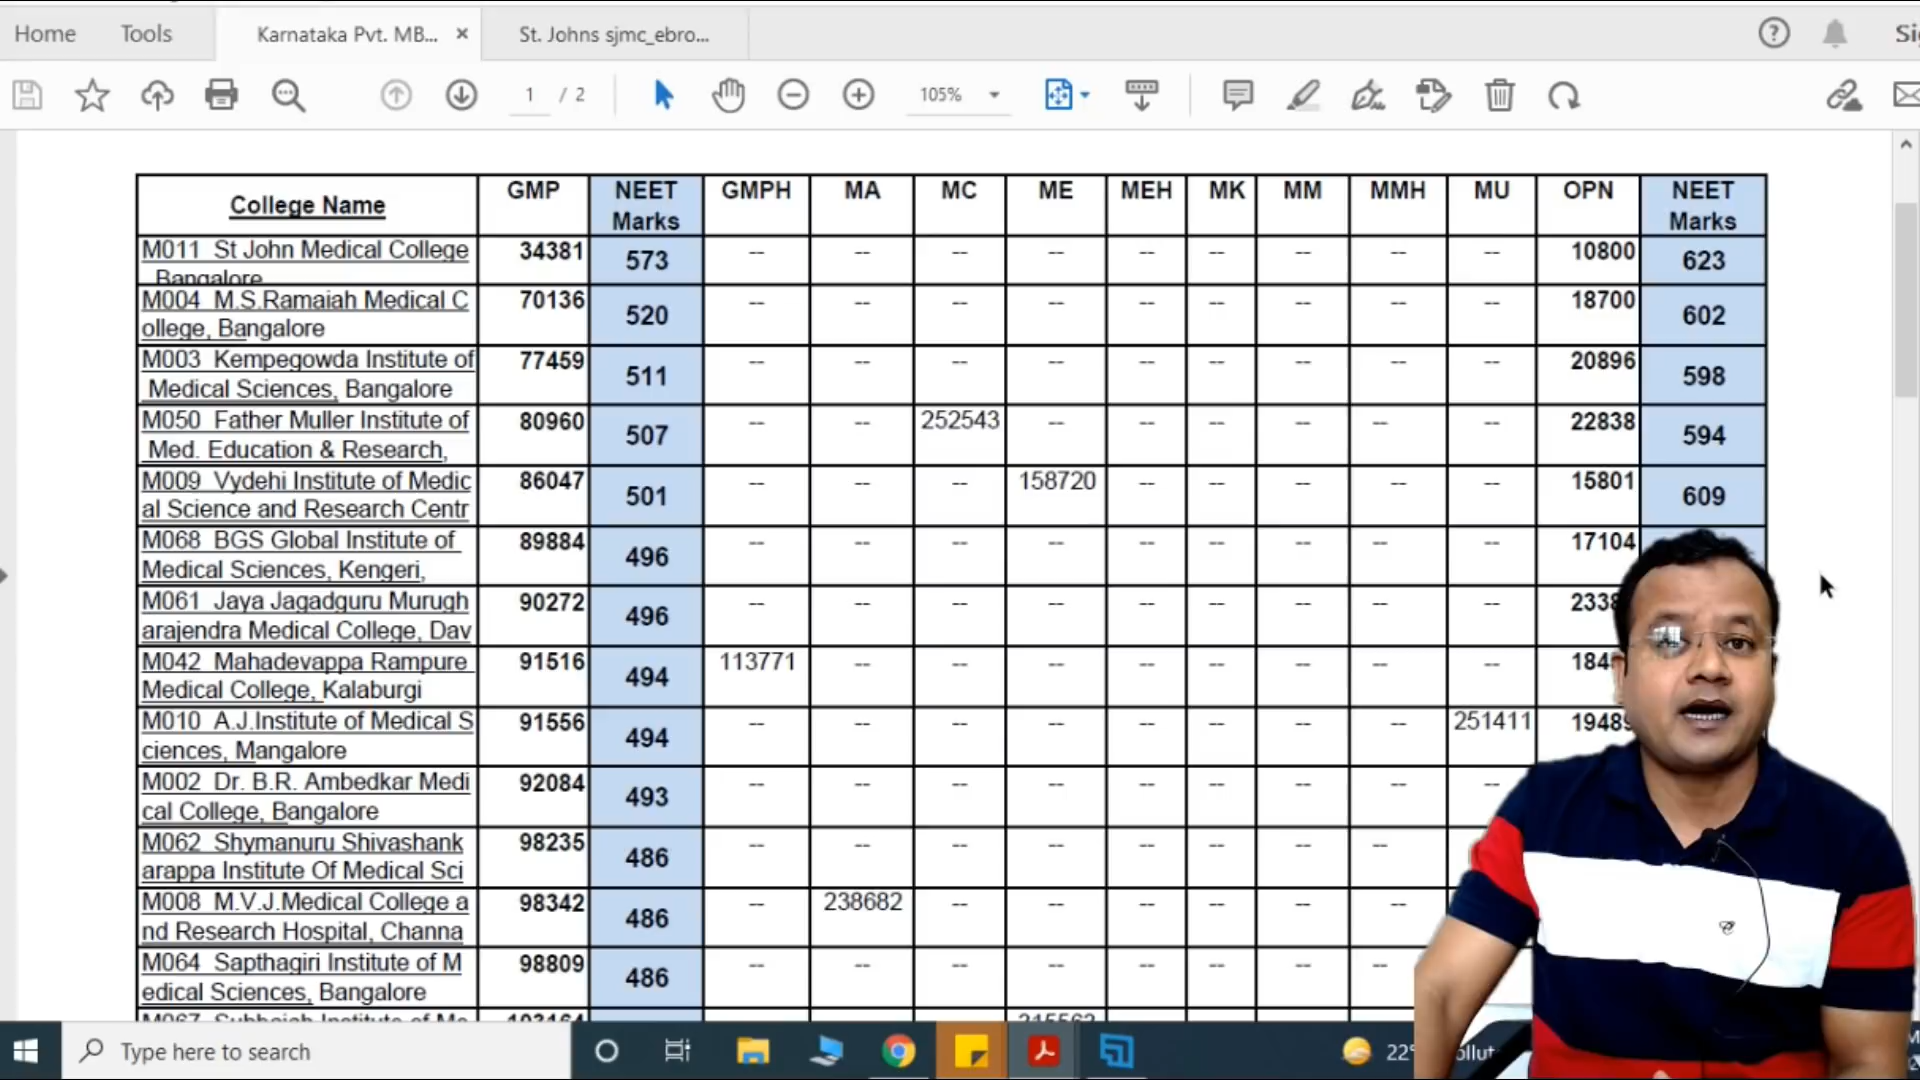 Home Tools Karnataka Pvt. MB... × St. Johns sjmc_ebro...
1 / 2 105%
College Name GMP NEET Marks GMPH MA MC ME MEH MK MM MMH MU OPN NEET Marks
M011 St John Medical College 34381 573 -- -- -- -- -- -- -- -- -- 10800 623
Bangalore
M004 M.S.Ramaiah Medical C 70136 520 -- -- -- -- -- -- -- -- -- 18700 602
ollege, Bangalore
M003 Kempegowda Institute of 77459 511 -- -- -- -- -- -- -- -- -- 20896 598
Medical Sciences, Bangalore
M050 Father Muller Institute of 80960 507 -- -- 252543 -- -- -- -- -- -- 22838 594
Med. Education & Research,
M009 Vydehi Institute of Medic 86047 501 -- -- -- 158720 -- -- -- -- -- 15801 609
al Science and Research Centr
M068 BGS Global Institute of 89884 496 -- -- -- -- -- -- -- -- -- 17104
Medical Sciences, Kengeri,
M061 Jaya Jagadguru Murugh 90272 496 -- -- -- -- -- -- -- -- --
arajendra Medical College, Dav
M042 Mahadevappa Rampure 91516 494 113771 -- -- -- -- -- -- -- --
Medical College, Kalaburgi
M010 A.J.Institute of Medical S 91556 494 -- -- -- -- -- -- -- -- 251411 19489
ciences, Mangalore
M002 Dr. B.R. Ambedkar Medi 92084 493 -- -- -- -- -- -- -- -- --
cal College, Bangalore
M062 Shymanuru Shivashank 98235 486 -- -- -- -- -- -- -- --
arappa Institute Of Medical Sci
M008 M.V.J.Medical College a 98342 486 -- 238682 -- -- -- -- -- --
nd Research Hospital, Channa
M064 Sapthagiri Institute of M 98809 486 -- -- -- -- -- -- -- --
edical Sciences, Bangalore
Type here to search 22°